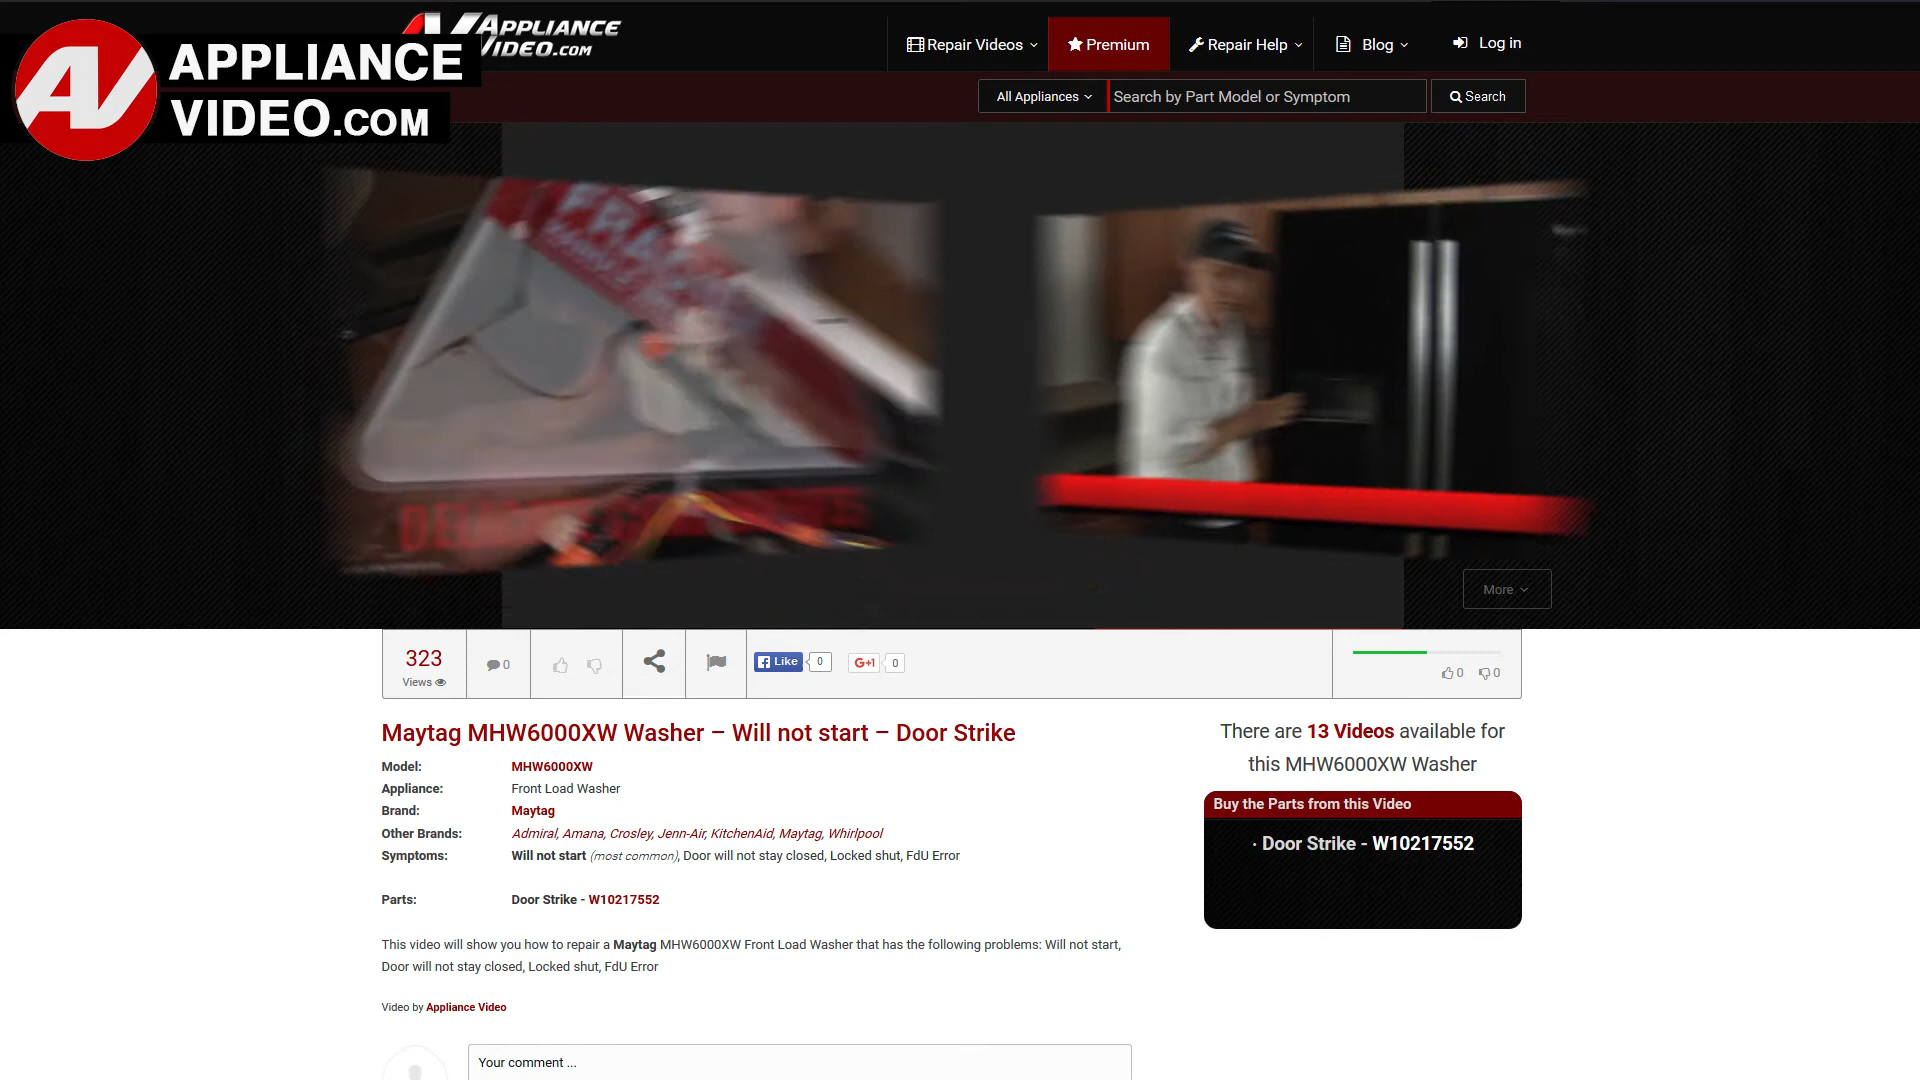 APPLIANCE
VIDEO.COM
APPLIANCE
VIDEO.COM
Repair Videos
Premium
Repair Help
Blog
Log in
All Appliances
Search by Part Model or Symptom
Search
More
323
Views
0
Like
0
G+1
0
0
0
Maytag MHW6000XW Washer – Will not start – Door Strike
Model: MHW6000XW
Appliance: Front Load Washer
Brand: Maytag
Other Brands: Admiral, Amana, Crosley, Jenn-Air, KitchenAid, Maytag, Whirlpool
Symptoms: Will not start (most common), Door will not stay closed, Locked shut, FdU Error
Parts: Door Strike - W10217552
This video will show you how to repair a Maytag MHW6000XW Front Load Washer that has the following problems: Will not start,
Door will not stay closed, Locked shut, FdU Error
Video by Appliance Video
Your comment ...
There are 13 Videos available for
this MHW6000XW Washer
Buy the Parts from this Video
· Door Strike - W10217552